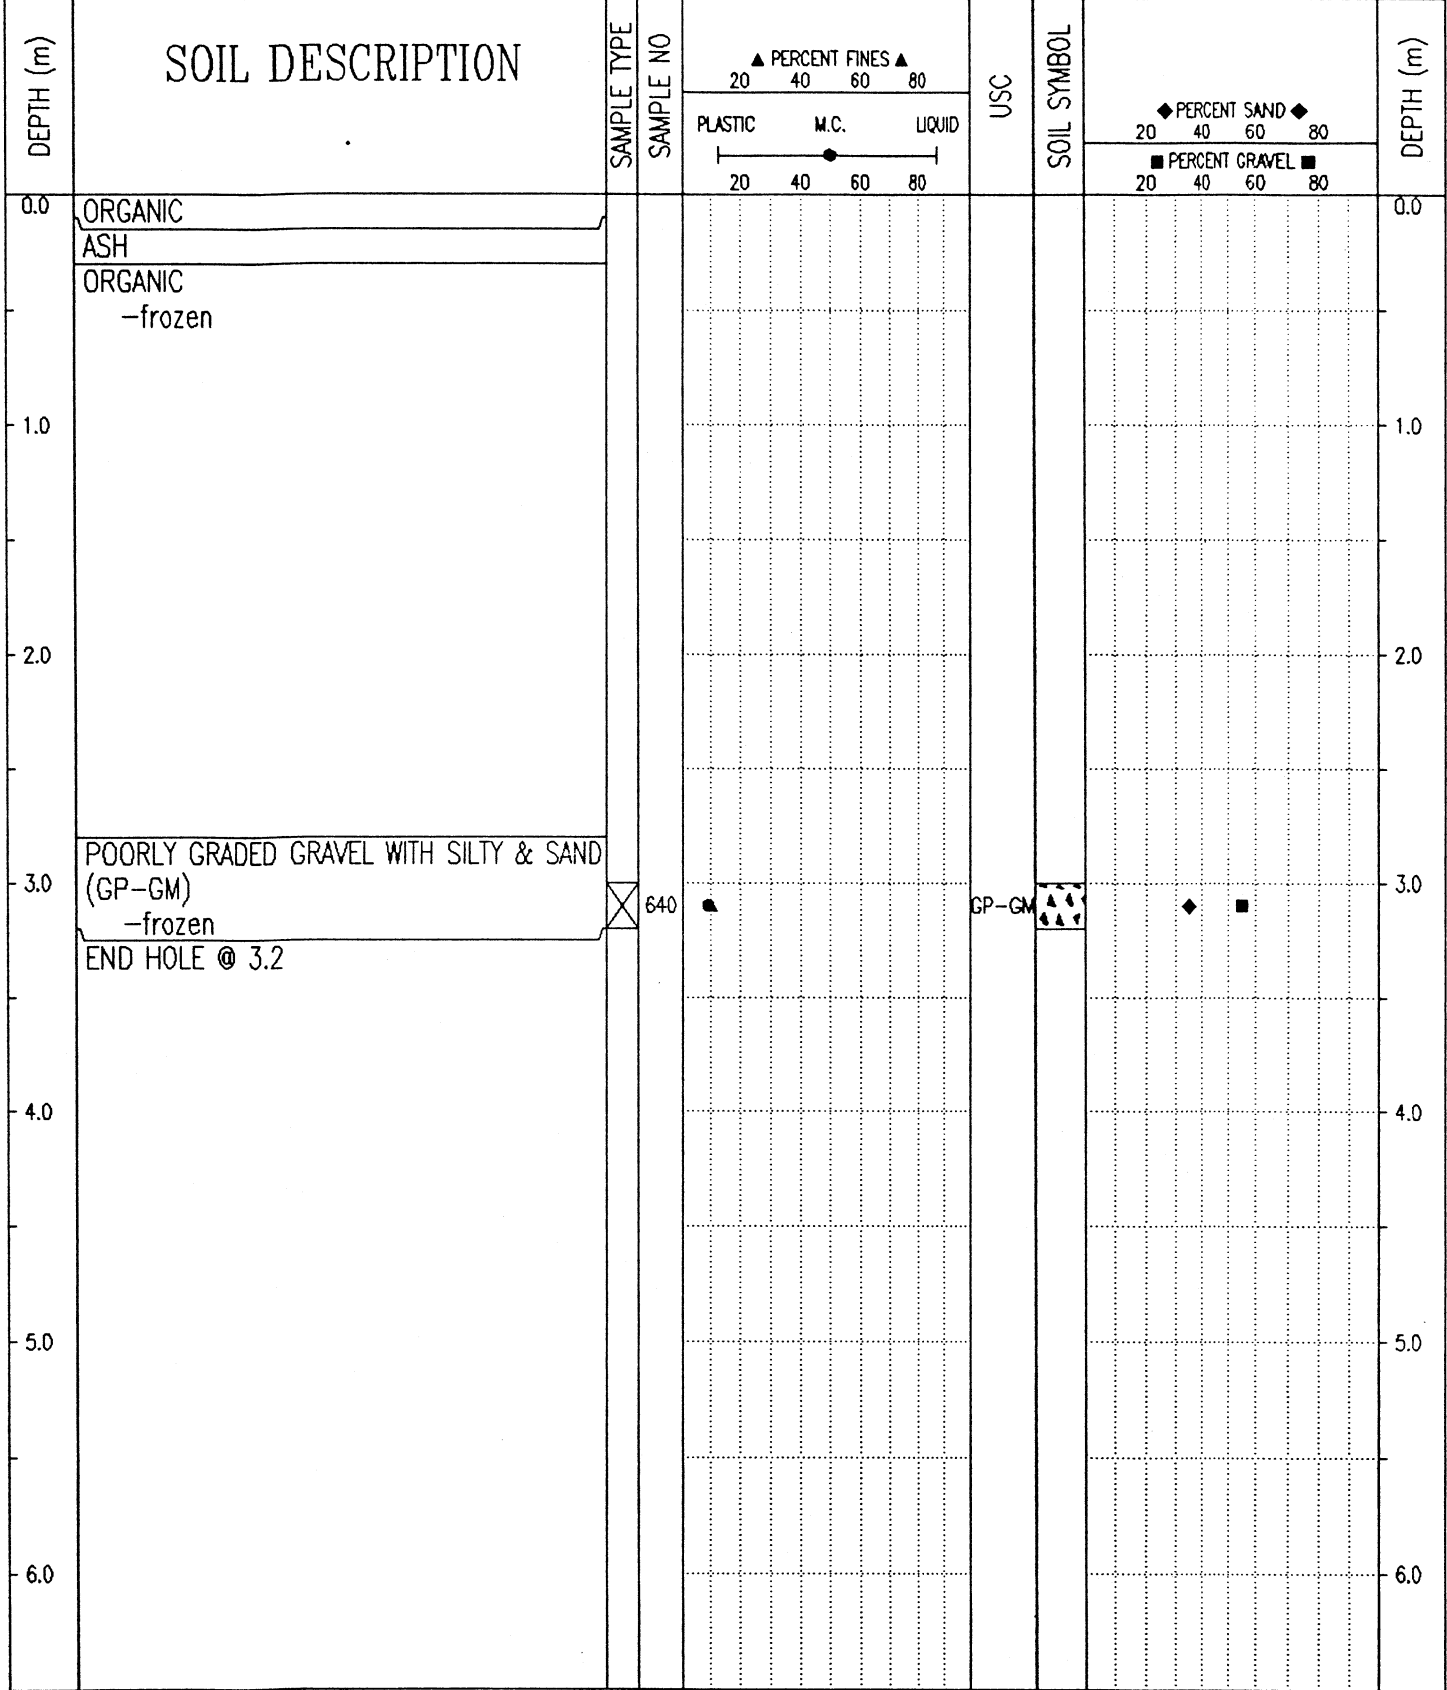 DEPTH (m)
SOIL DESCRIPTION
SAMPLE TYPE
SAMPLE NO
▲ PERCENT FINES ▲
20 40 60 80
PLASTIC M.C. LIQUID
20 40 60 80
USC
SOIL SYMBOL
◆ PERCENT SAND ◆
20 40 60 80
■ PERCENT GRAVEL ■
20 40 60 80
DEPTH (m)
0.0 ORGANIC 0.0
ASH
ORGANIC
-frozen
1.0 1.0
2.0 2.0
POORLY GRADED GRAVEL WITH SILTY & SAND
3.0 (GP-GM) 3.0
-frozen 640 GP-GM
END HOLE @ 3.2
4.0 4.0
5.0 5.0
6.0 6.0